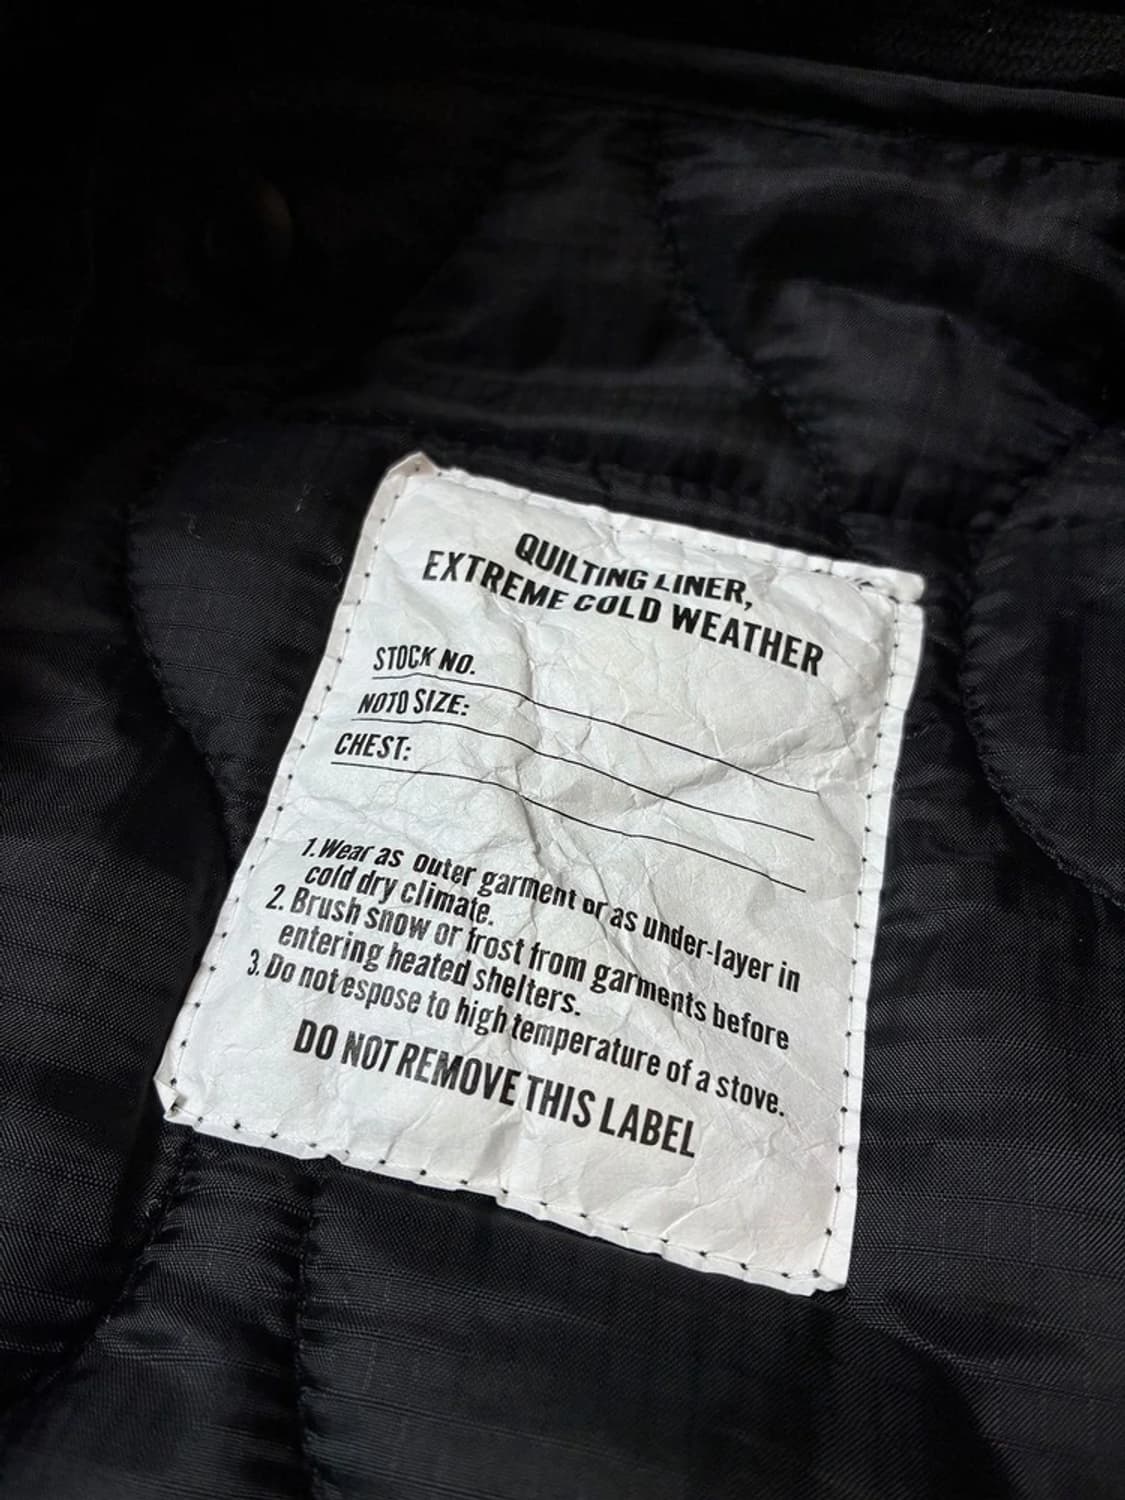 QUILTING LINER,
EXTREME COLD WEATHER
STOCK NO.
NOTO SIZE:
CHEST:
1. Wear as outer garment or as under-layer in
cold dry climate.
2. Brush snow or frost from garments before
entering heated shelters.
3. Do not espose to high temperature of a stove.
DO NOT REMOVE THIS LABEL